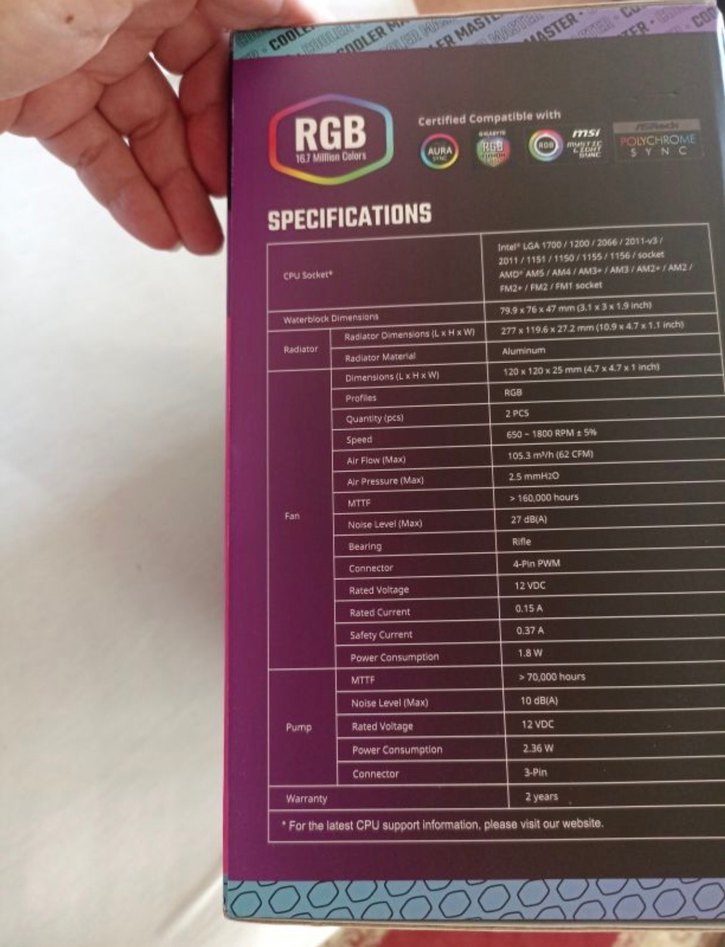 COOLER MASTER
RGB
16.7 Million Colors
Certified Compatible with
AURA
SYNC
GIGABYTE
RGB
FUSION
RGB
msi
MYSTIC
LIGHT
SYNC
ASRock
POLYCHROME
SYNC
SPECIFICATIONS
CPU Socket*
Intel® LGA 1700 / 1200 / 2066 / 2011-v3 /
2011 / 1151 / 1150 / 1155 / 1156 / socket
AMD® AM5 / AM4 / AM3+ / AM3 / AM2+ / AM2 /
FM2+ / FM2 / FM1 socket
Waterblock Dimensions 79.9 x 76 x 47 mm (3.1 x 3 x 1.9 inch)
Radiator
Radiator Dimensions (L x H x W) 277 x 119.6 x 27.2 mm (10.9 x 4.7 x 1.1 inch)
Radiator Material Aluminum
Fan
Dimensions (L x H x W) 120 x 120 x 25 mm (4.7 x 4.7 x 1 inch)
Profiles RGB
Quantity (pcs) 2 PCS
Speed 650 ~ 1800 RPM ± 5%
Air Flow (Max) 105.3 m³/h (62 CFM)
Air Pressure (Max) 2.5 mmH2O
MTTF > 160,000 hours
Noise Level (Max) 27 dB(A)
Bearing Rifle
Connector 4-Pin PWM
Rated Voltage 12 VDC
Rated Current 0.15 A
Safety Current 0.37 A
Power Consumption 1.8 W
Pump
MTTF > 70,000 hours
Noise Level (Max) 10 dB(A)
Rated Voltage 12 VDC
Power Consumption 2.36 W
Connector 3-Pin
Warranty 2 years
* For the latest CPU support information, please visit our website.